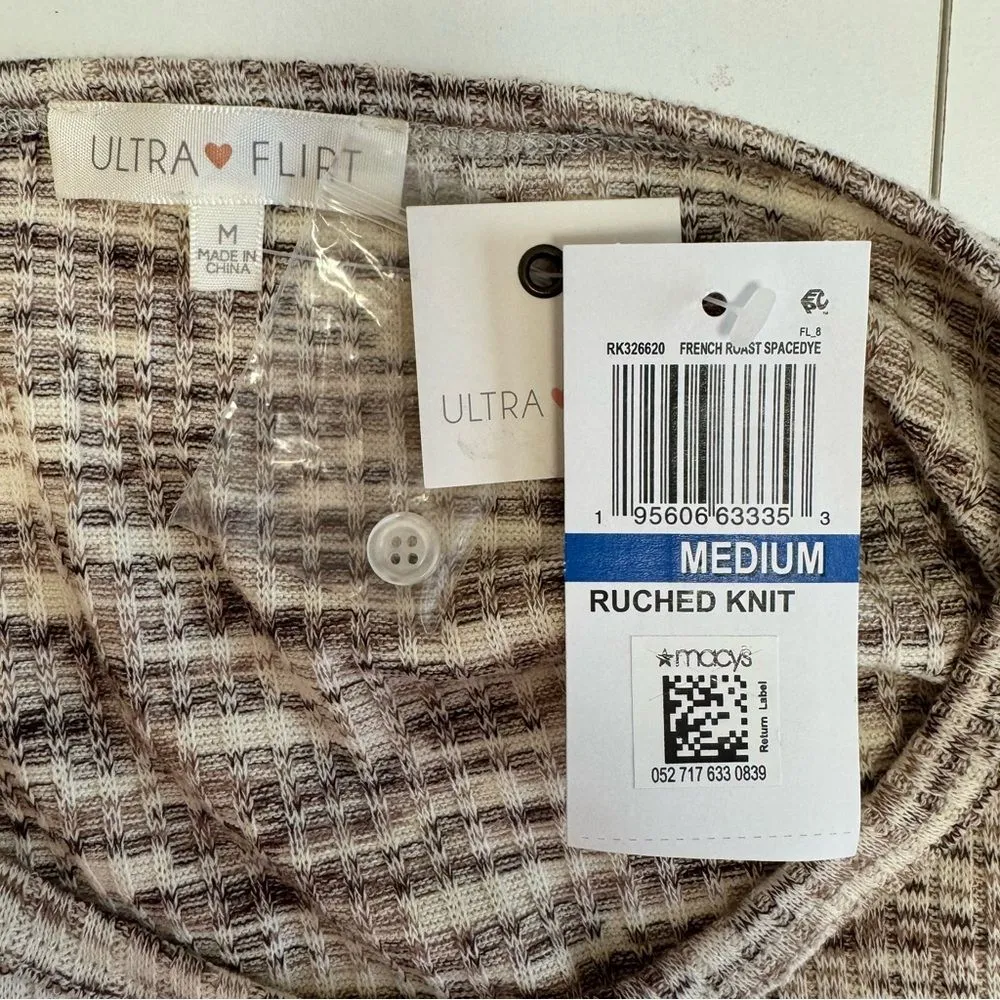 ULTRA♥FLIRT
M
MADE IN
CHINA
ULTRA♥
FL_8
RK326620 FRENCH ROAST SPACEDYE
1 95606 63335 3
MEDIUM
RUCHED KNIT
★macy's
Return Label
052 717 633 0839